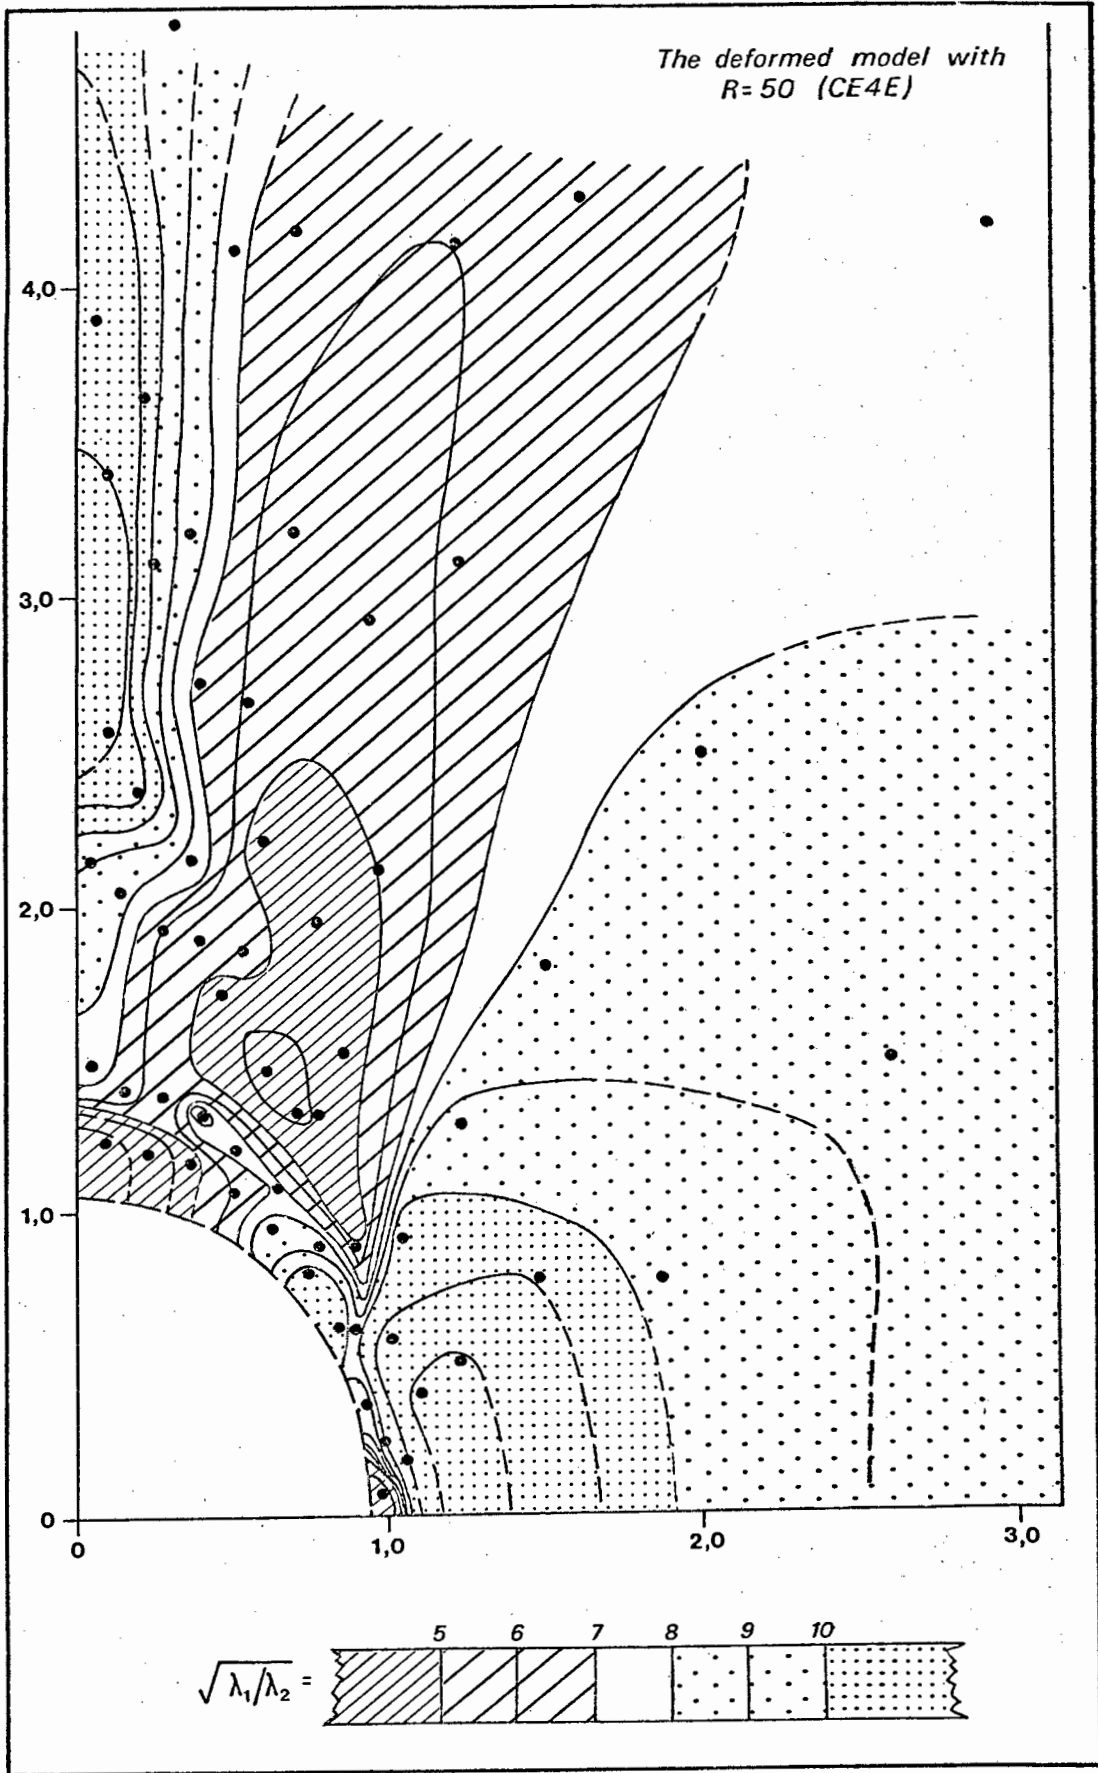 The deformed model with
R= 50 (CE4E)
4,0
3,0
2,0
1,0
0
0 1,0 2,0 3,0
5 6 7 8 9 10
√λ₁/λ₂ =